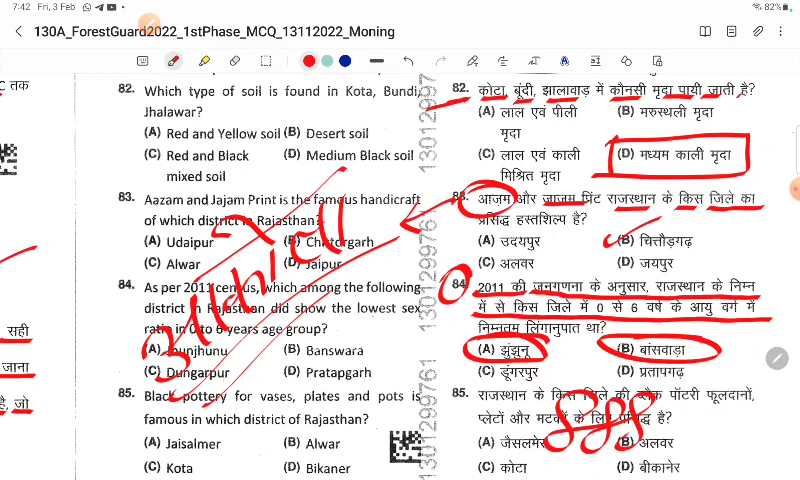 7:42 Fri, 3 Feb
82%
130A_ForestGuard2022_1stPhase_MCQ_13112022_Moning
तक
सही
जाना
है, जो
82. Which type of soil is found in Kota, Bundi,
Jhalawar?
(A) Red and Yellow soil (B) Desert soil
(C) Red and Black (D) Medium Black soil
mixed soil
83. Aazam and Jajam Print is the famous handicraft
of which district in Rajasthan?
(A) Udaipur (B) Chittorgarh
(C) Alwar (D) Jaipur
84. As per 2011 census, which among the following
district in Rajasthan did show the lowest sex
ratio in 0 to 6 years age group?
(A) Jhunjhunu (B) Banswara
(C) Dungarpur (D) Pratapgarh
85. Black pottery for vases, plates and pots is
famous in which district of Rajasthan?
(A) Jaisalmer (B) Alwar
(C) Kota (D) Bikaner
13012997
1301299761
1301299761
82. कोटा, बूंदी, झालावाड़ में कौनसी मृदा पायी जाती है?
(A) लाल एवं पीली (B) मरुस्थली मृदा
मृदा
(C) लाल एवं काली (D) मध्यम काली मृदा
मिश्रित मृदा
83. आज़म और जाजम प्रिंट राजस्थान के किस जिले का
प्रसिद्ध हस्तशिल्प है?
(A) उदयपुर (B) चित्तौड़गढ़
(C) अलवर (D) जयपुर
84. 2011 की जनगणना के अनुसार, राजस्थान के निम्न
में से किस जिले में 0 से 6 वर्ष के आयु वर्ग में
निम्नतम लिंगानुपात था?
(A) झुंझुनू (B) बांसवाड़ा
(C) डूंगरपुर (D) प्रतापगढ़
85. राजस्थान के किस जिले की ब्लैक पॉटरी फूलदानों,
प्लेटों और मटकों के लिए प्रसिद्ध है?
(A) जैसलमेर (B) अलवर
(C) कोटा (D) बीकानेर